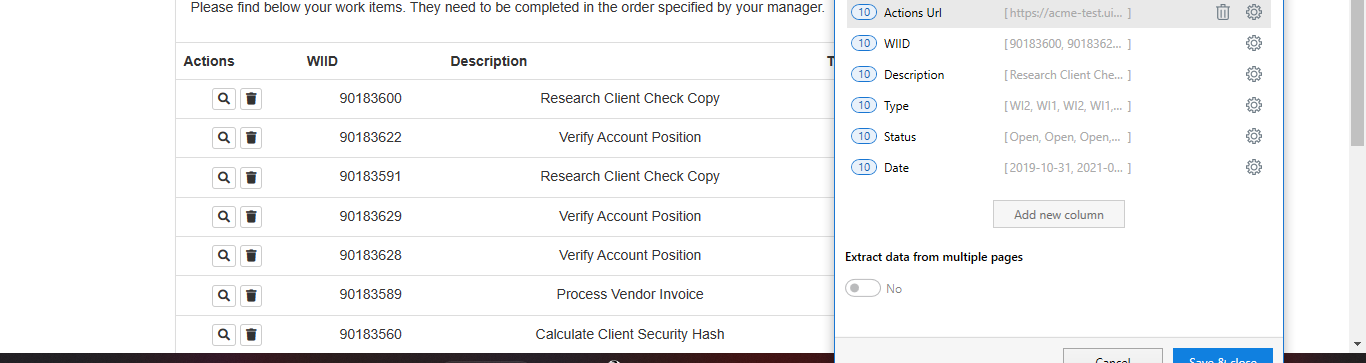 Please find below your work items. They need to be completed in the order specified by your manager.
Actions WIID Description T
90183600 Research Client Check Copy
90183622 Verify Account Position
90183591 Research Client Check Copy
90183629 Verify Account Position
90183628 Verify Account Position
90183589 Process Vendor Invoice
90183560 Calculate Client Security Hash
10 Actions Url [https://acme-test.ui... ]
10 WIID [90183600, 9018362... ]
10 Description [Research Client Che... ]
10 Type [WI2, WI1, WI2, WI1,... ]
10 Status [Open, Open, Open,... ]
10 Date [2019-10-31, 2021-0... ]
Add new column
Extract data from multiple pages
No
Cancel Save & close